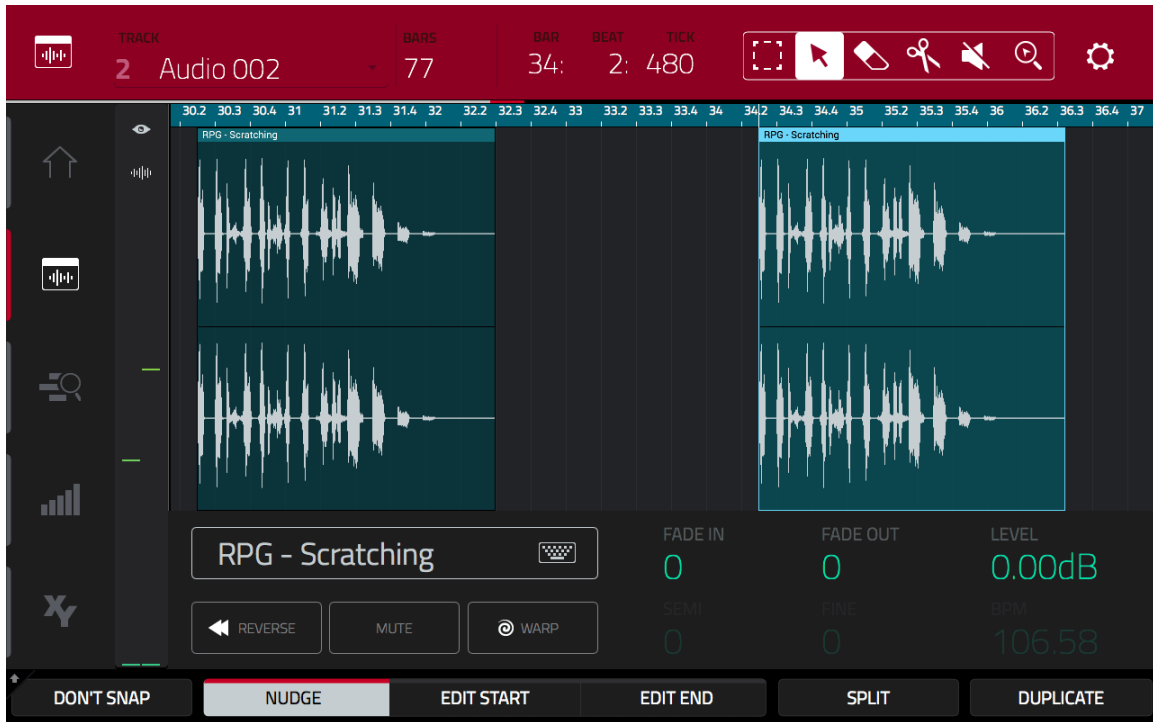 TRACK BARS BAR BEAT TICK
2 Audio 002 77 34: 2: 480
30.2 30.3 30.4 31 31.2 31.3 31.4 32 32.2 32.3 32.4 33 33.2 33.3 33.4 34 34.2 34.3 34.4 35 35.2 35.3 35.4 36 36.2 36.3 36.4 37
RPG - Scratching RPG - Scratching
FADE IN FADE OUT LEVEL
RPG - Scratching 0 0 0.00dB
SEMI FINE BPM
REVERSE MUTE WARP 0 0 106.58
XY
DON'T SNAP NUDGE EDIT START EDIT END SPLIT DUPLICATE